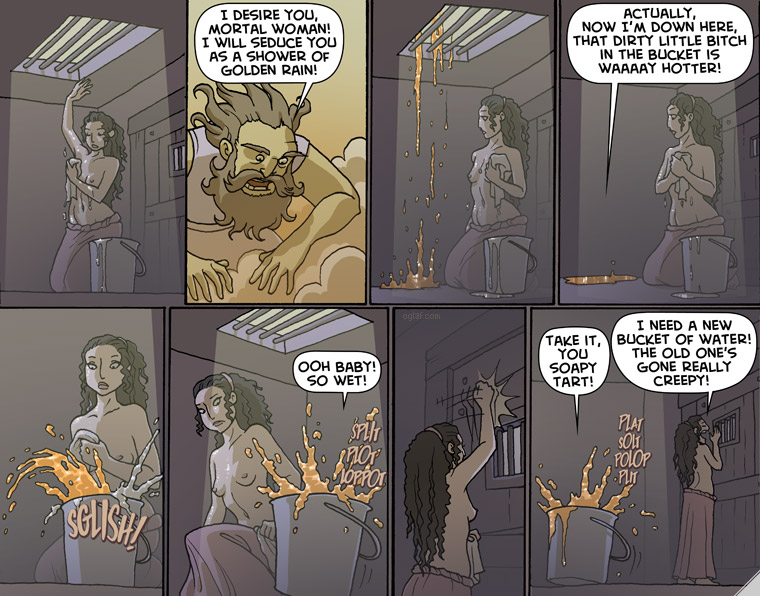 I DESIRE YOU,
MORTAL WOMAN!
I WILL SEDUCE YOU
AS A SHOWER OF
GOLDEN RAIN!
ACTUALLY,
NOW I'M DOWN HERE,
THAT DIRTY LITTLE BITCH
IN THE BUCKET IS
WAAAAY HOTTER!
SGLISH!
OOH BABY!
SO WET!
SPLIT
PLOT
LOPPOT
oglaf.com
TAKE IT,
YOU
SOAPY
TART!
PLAT
SOLT
POLOP
PLIT
I NEED A NEW
BUCKET OF WATER!
THE OLD ONE'S
GONE REALLY
CREEPY!